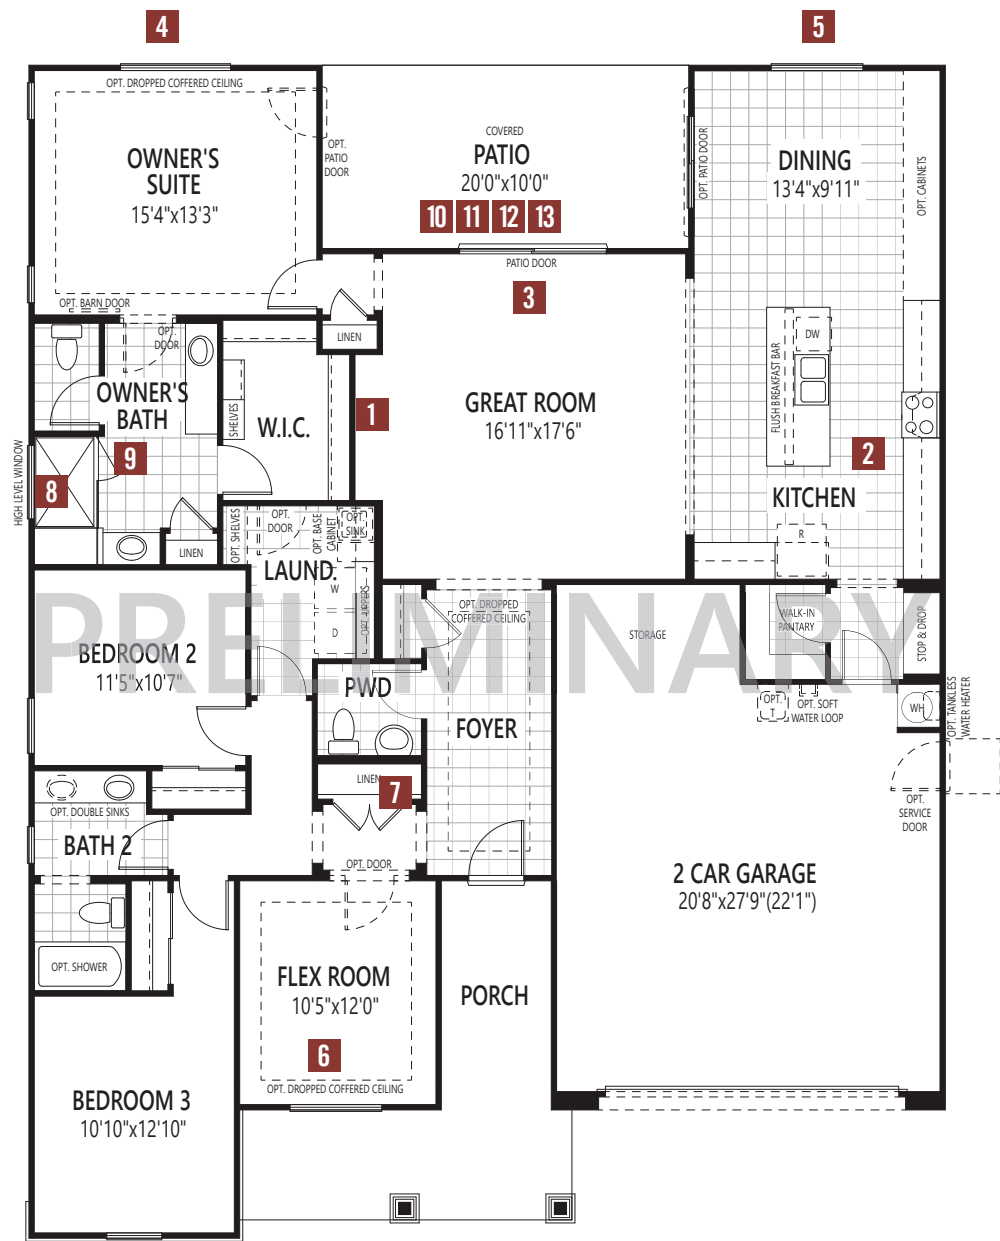 4
5
OPT. DROPPED COFFERED CEILING
OWNER'S
SUITE
15'4"x13'3"
OPT.
PATIO
DOOR
COVERED
PATIO
20'0"x10'0"
10 11 12 13
PATIO DOOR
OPT. PATIO DOOR
DINING
13'4"x9'11"
OPT. CABINETS
3
OPT. BARN DOOR
OPT.
DOOR
LINEN
OWNER'S
BATH
SHELVES
W.I.C.
1
GREAT ROOM
16'11"x17'6"
FLUSH BREAKFAST BAR
DW
2
KITCHEN
R
HIGH LEVEL WINDOW
8
9
LINEN
OPT. SHELVES
OPT.
DOOR
OPT. BASE
CABINET
OPT.
SINK
LAUND.
W
D
OPT. UPPERS
PRELIMINARY
OPT. DROPPED
COFFERED CEILING
STORAGE
WALK-IN
PANTARY
STOP & DROP
BEDROOM 2
11'5"x10'7"
PWD
FOYER
OPT.
T
OPT. SOFT
WATER LOOP
WH
OPT. TANKLESS
WATER HEATER
OPT.
SERVICE
DOOR
LINEN
7
OPT. DOUBLE SINKS
BATH 2
OPT. DOOR
2 CAR GARAGE
20'8"x27'9"(22'1")
OPT. SHOWER
FLEX ROOM
10'5"x12'0"
PORCH
6
OPT. DROPPED COFFERED CEILING
BEDROOM 3
10'10"x12'10"